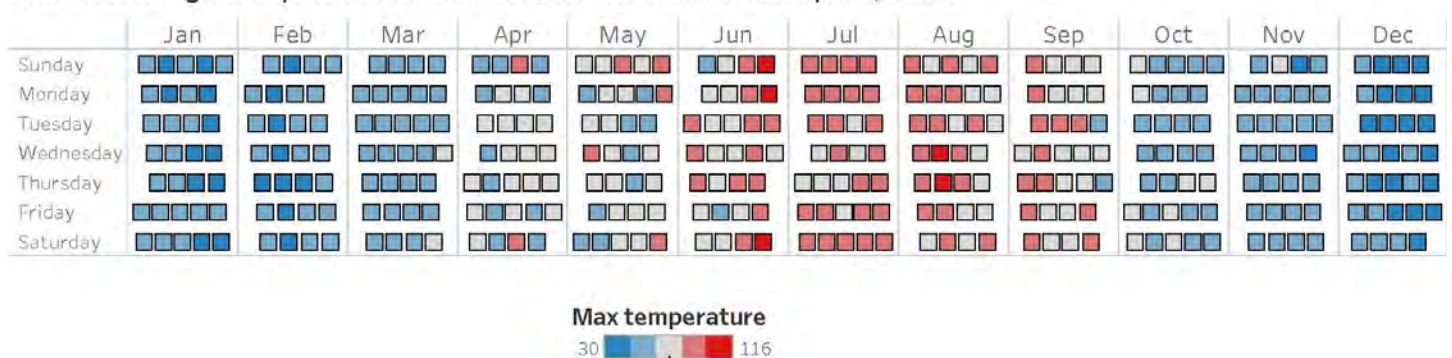 Jan Feb Mar Apr May Jun Jul Aug Sep Oct Nov Dec
Sunday
Monday
Tuesday
Wednesday
Thursday
Friday
Saturday
Max temperature
30 116